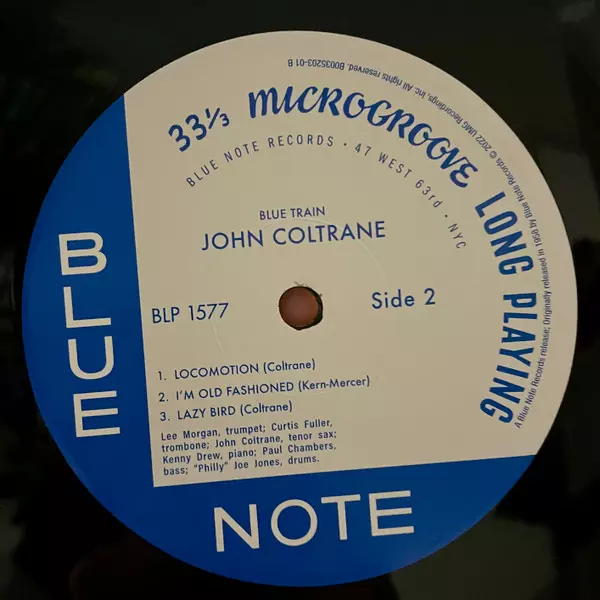 33⅓ MICROGROOVE LONG PLAYING
BLUE NOTE RECORDS • 47 WEST 63rd • NYC
BLUE TRAIN
JOHN COLTRANE
BLP 1577
Side 2
1. LOCOMOTION (Coltrane)
2. I'M OLD FASHIONED (Kern-Mercer)
3. LAZY BIRD (Coltrane)
Lee Morgan, trumpet; Curtis Fuller,
trombone; John Coltrane, tenor sax;
Kenny Drew, piano; Paul Chambers,
bass; "Philly" Joe Jones, drums.
BLUE
NOTE
A Blue Note Records release; Originally released in 1958 by Blue Note Records © 2022 UMG Recordings, Inc. All rights reserved. B0035203-01 B